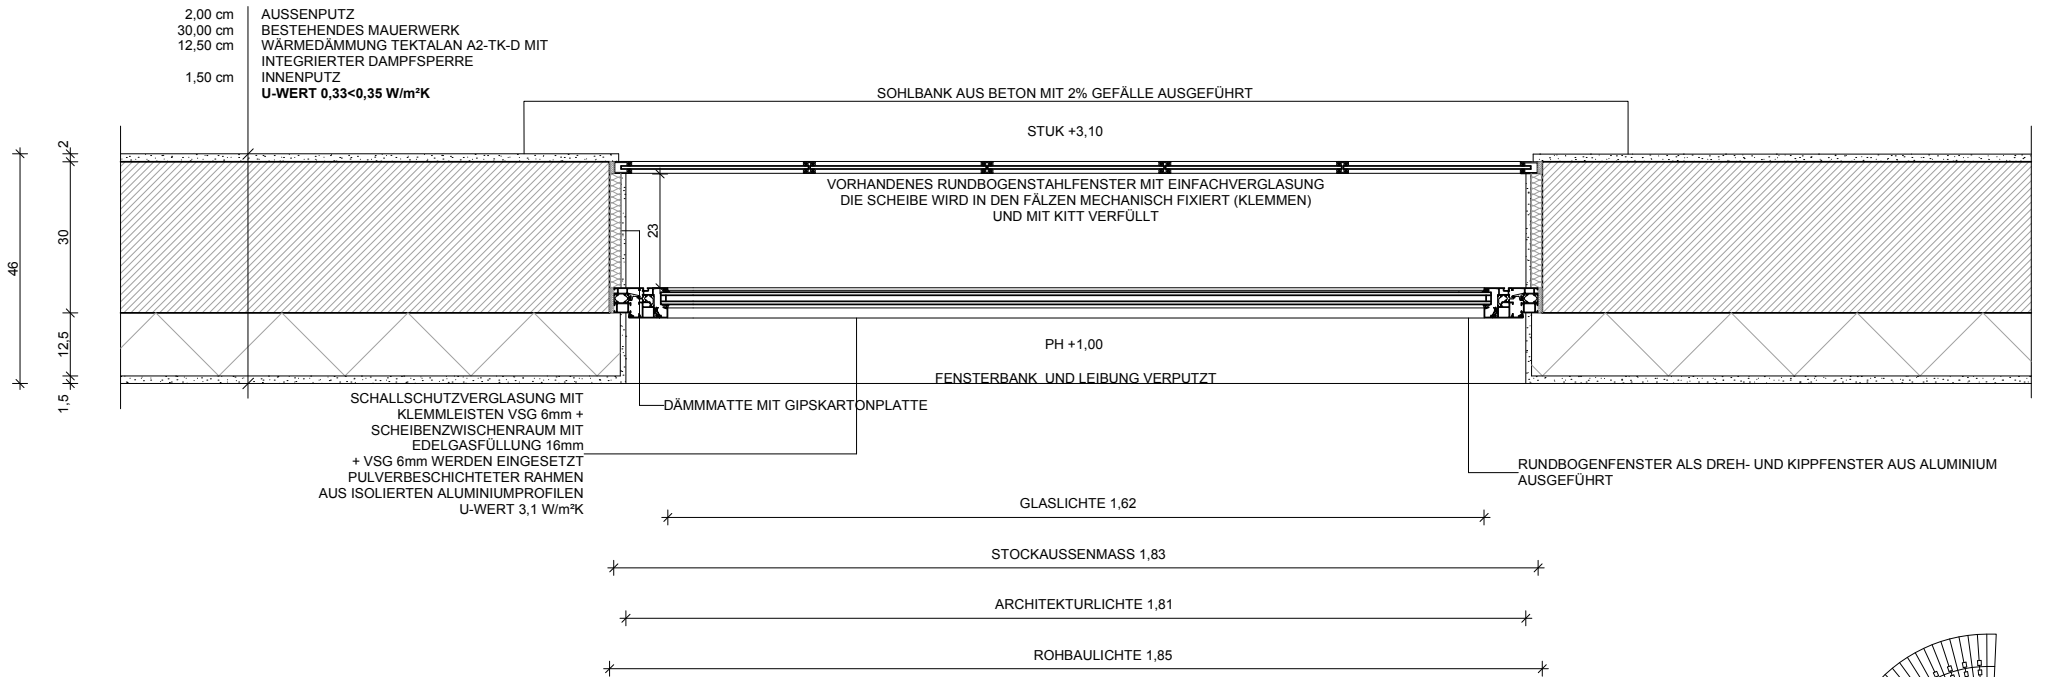 2,00 cm AUSSENPUTZ
30,00 cm BESTEHENDES MAUERWERK
12,50 cm WÄRMEDÄMMUNG TEKTALAN A2-TK-D MIT
INTEGRIERTER DAMPFSPERRE
1,50 cm INNENPUTZ
U-WERT 0,33<0,35 W/m²K
SOHLBANK AUS BETON MIT 2% GEFÄLLE AUSGEFÜHRT
STUK +3,10
2
30
46
12,5
1,5
23
VORHANDENES RUNDBOGENSTAHLFENSTER MIT EINFACHVERGLASUNG
DIE SCHEIBE WIRD IN DEN FÄLZEN MECHANISCH FIXIERT (KLEMMEN)
UND MIT KITT VERFÜLLT
PH +1,00
FENSTERBANK UND LEIBUNG VERPUTZT
DÄMMMATTE MIT GIPSKARTONPLATTE
SCHALLSCHUTZVERGLASUNG MIT
KLEMMLEISTEN VSG 6mm +
SCHEIBENZWISCHENRAUM MIT
EDELGASFÜLLUNG 16mm
+ VSG 6mm WERDEN EINGESETZT
PULVERBESCHICHTETER RAHMEN
AUS ISOLIERTEN ALUMINIUMPROFILEN
U-WERT 3,1 W/m²K
RUNDBOGENFENSTER ALS DREH- UND KIPPFENSTER AUS ALUMINIUM
AUSGEFÜHRT
GLASLICHTE 1,62
STOCKAUSSENMASS 1,83
ARCHITEKTURLICHTE 1,81
ROHBAULICHTE 1,85